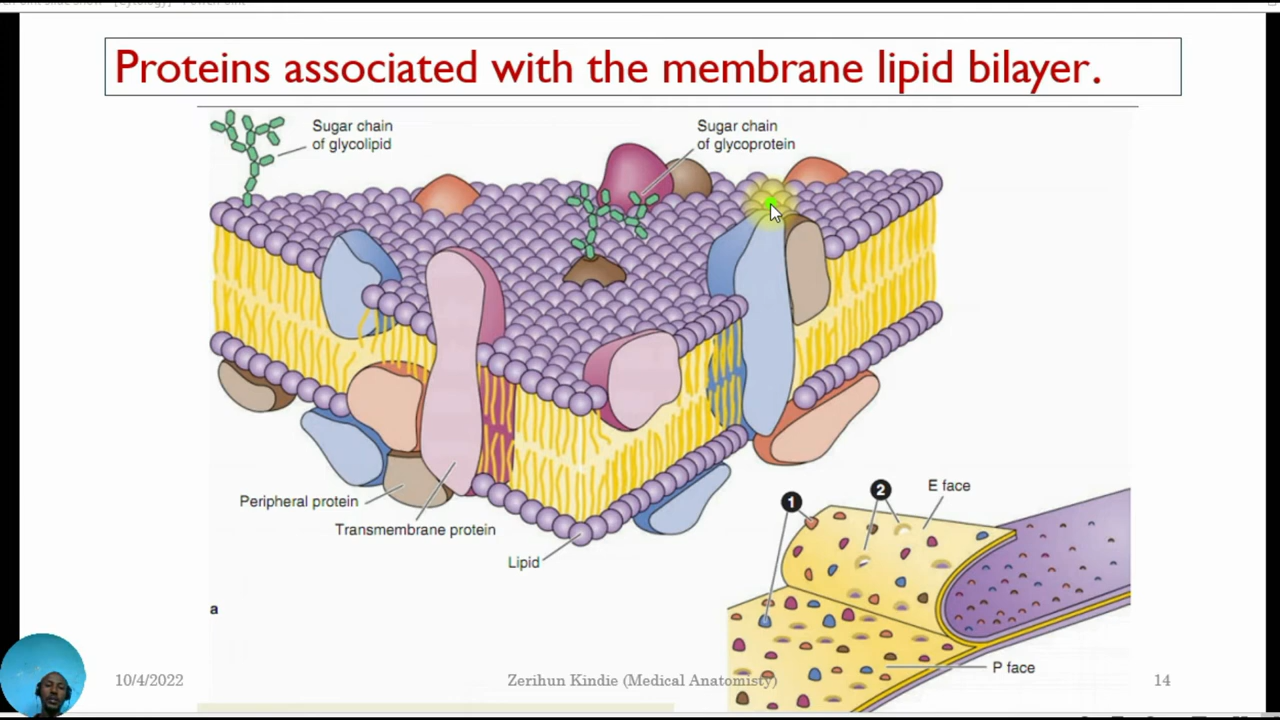 Proteins associated with the membrane lipid bilayer.
Sugar chain
of glycolipid
Sugar chain
of glycoprotein
Peripheral protein
Transmembrane protein
Lipid
a
1
2
E face
P face
10/4/2022
Zerihun Kindie (Medical Anatomisty)
14